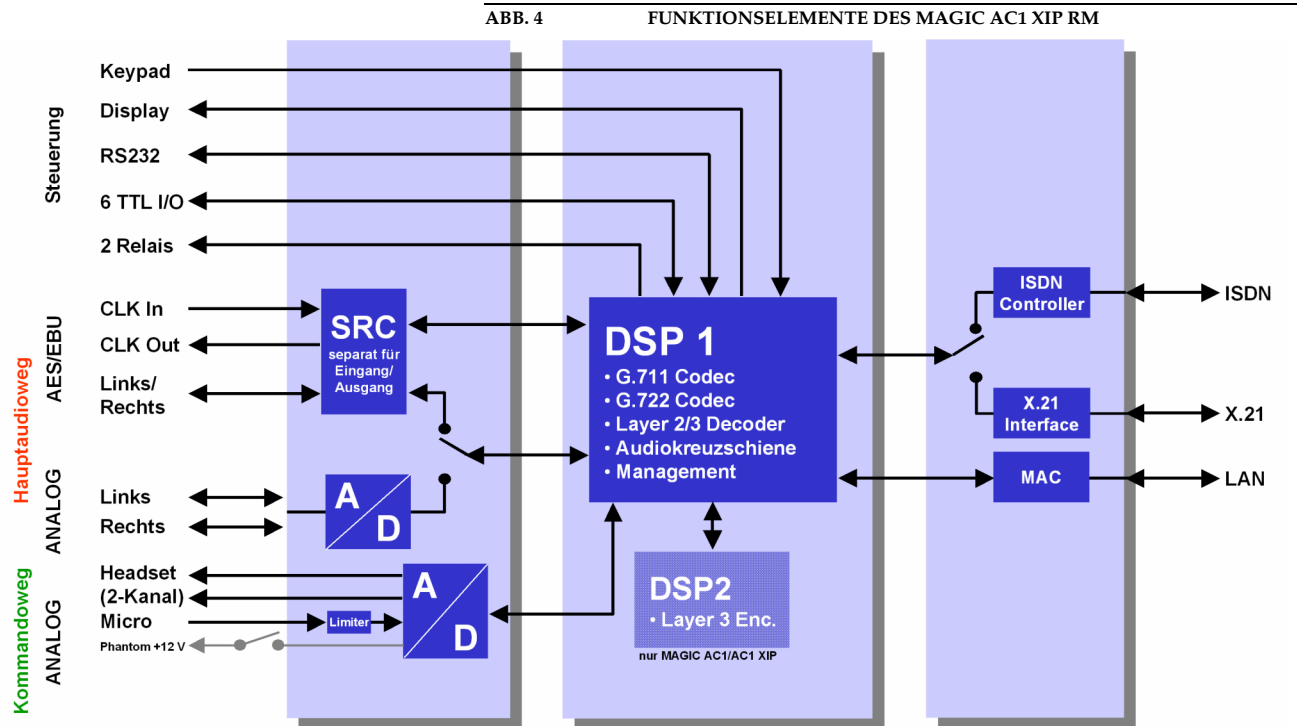 ABB. 4 FUNKTIONSELEMENTE DES MAGIC AC1 XIP RM
Steuerung
Keypad
Display
RS232
6 TTL I/O
2 Relais
Hauptaudioweg
AES/EBU
CLK In
CLK Out
Links/
Rechts
ANALOG
Links
Rechts
Kommandoweg
ANALOG
Headset
(2-Kanal)
Micro
Phantom +12 V
SRC
separat für
Eingang/
Ausgang
A
D
Limiter
A
D
DSP 1
• G.711 Codec
• G.722 Codec
• Layer 2/3 Decoder
• Audiokreuzschiene
• Management
DSP2
• Layer 3 Enc.
nur MAGIC AC1/AC1 XIP
ISDN
Controller
X.21
Interface
MAC
ISDN
X.21
LAN